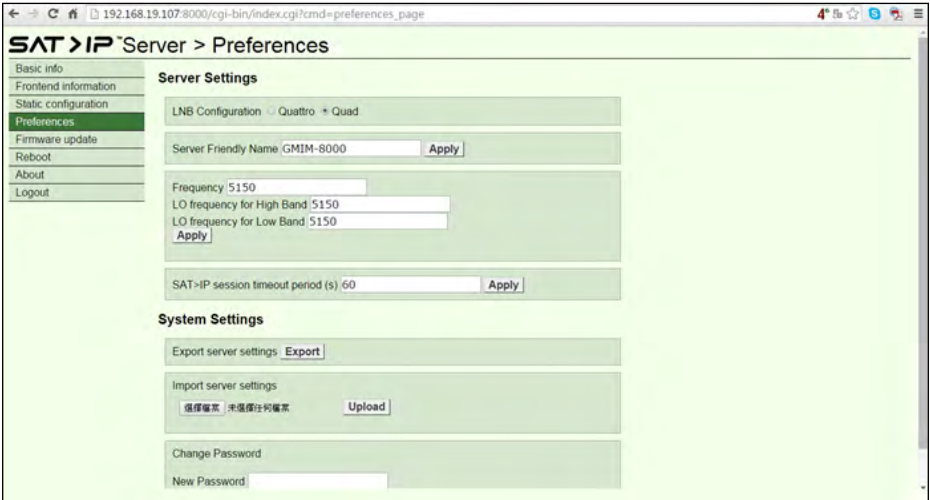 192.168.19.107:8000/cgi-bin/index.cgi?cmd=preferences_page
4°
SAT>IP™Server > Preferences
Basic info
Frontend information
Static configuration
Preferences
Firmware update
Reboot
About
Logout
Server Settings
LNB Configuration Quattro Quad
Server Friendly Name GMIM-8000 Apply
Frequency 5150
LO frequency for High Band 5150
LO frequency for Low Band 5150
Apply
SAT>IP session timeout period (s) 60 Apply
System Settings
Export server settings Export
Import server settings
選擇檔案 未選擇任何檔案 Upload
Change Password
New Password